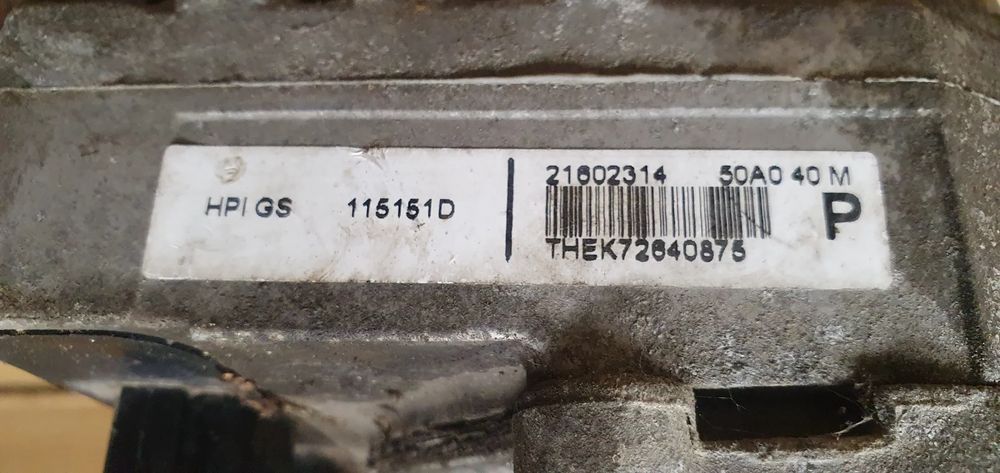 HPI GS 115151D
21602314 50A0 40 M
P
THEK72640875